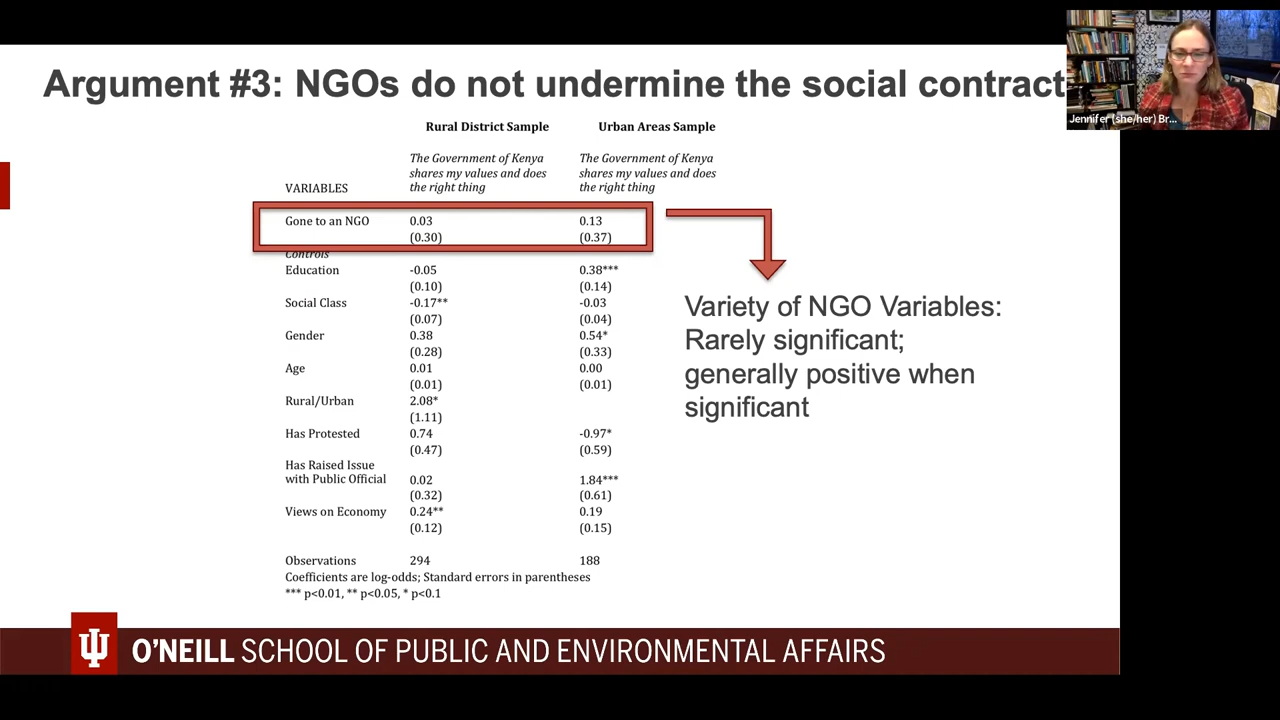 Argument #3: NGOs do not undermine the social contract
Jennifer (she/her) Br...
Rural District Sample Urban Areas Sample
The Government of Kenya The Government of Kenya
shares my values and does shares my values and does
VARIABLES the right thing the right thing
Gone to an NGO 0.03 0.13
(0.30) (0.37)
Controls
Education -0.05 0.38***
(0.10) (0.14)
Social Class -0.17** -0.03
(0.07) (0.04)
Gender 0.38 0.54*
(0.28) (0.33)
Age 0.01 0.00
(0.01) (0.01)
Rural/Urban 2.08*
(1.11)
Has Protested 0.74 -0.97*
(0.47) (0.59)
Has Raised Issue
with Public Official 0.02 1.84***
(0.32) (0.61)
Views on Economy 0.24** 0.19
(0.12) (0.15)
Observations 294 188
Coefficients are log-odds; Standard errors in parentheses
*** p<0.01, ** p<0.05, * p<0.1
Variety of NGO Variables:
Rarely significant;
generally positive when
significant
O'NEILL SCHOOL OF PUBLIC AND ENVIRONMENTAL AFFAIRS